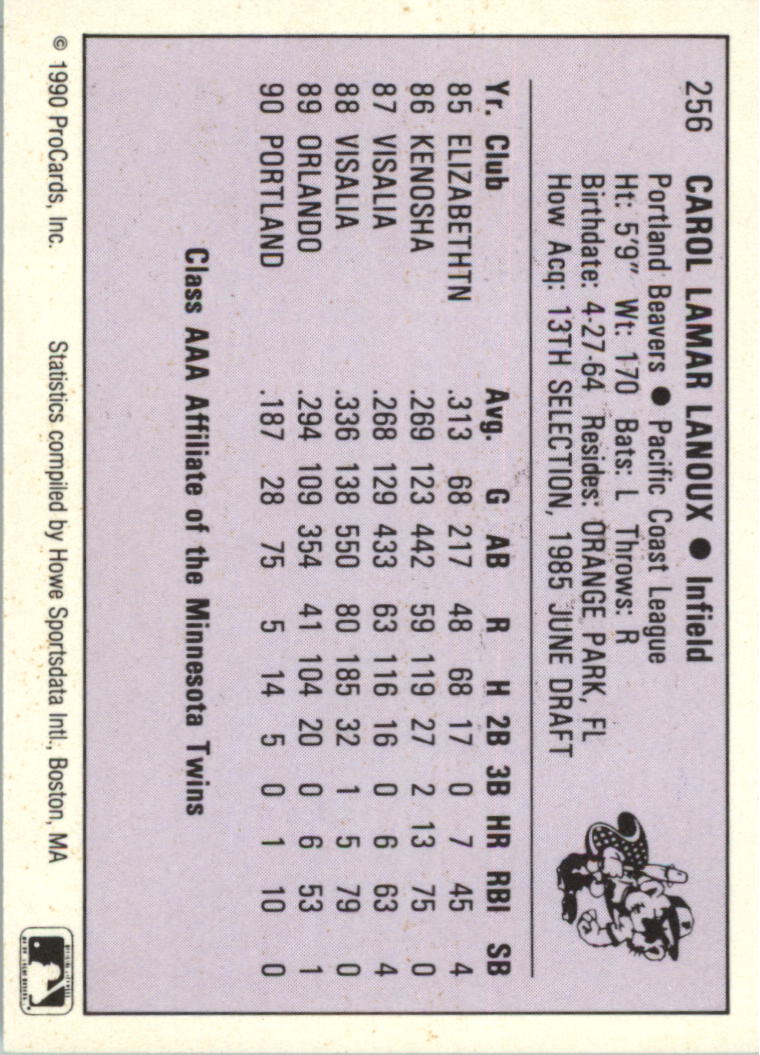 256 CAROL LAMAR LANOUX ● Infield
Portland Beavers ● Pacific Coast League
Ht: 5'9" Wt: 170 Bats: L Throws: R
Birthdate: 4-27-64 Resides: ORANGE PARK, FL
How Acq: 13TH SELECTION, 1985 JUNE DRAFT
Yr. Club Avg. G AB R H 2B 3B HR RBI SB
85 ELIZABETHTN .313 68 217 48 68 17 0 7 45 4
86 KENOSHA .269 123 442 59 119 27 2 13 75 0
87 VISALIA .268 129 433 63 116 16 0 6 63 4
88 VISALIA .336 138 550 80 185 32 1 5 79 0
89 ORLANDO .294 109 354 41 104 20 0 6 53 1
90 PORTLAND .187 28 75 5 14 5 0 1 10 0
Class AAA Affiliate of the Minnesota Twins
© 1990 ProCards, Inc. Statistics compiled by Howe Sportsdata Intl., Boston, MA